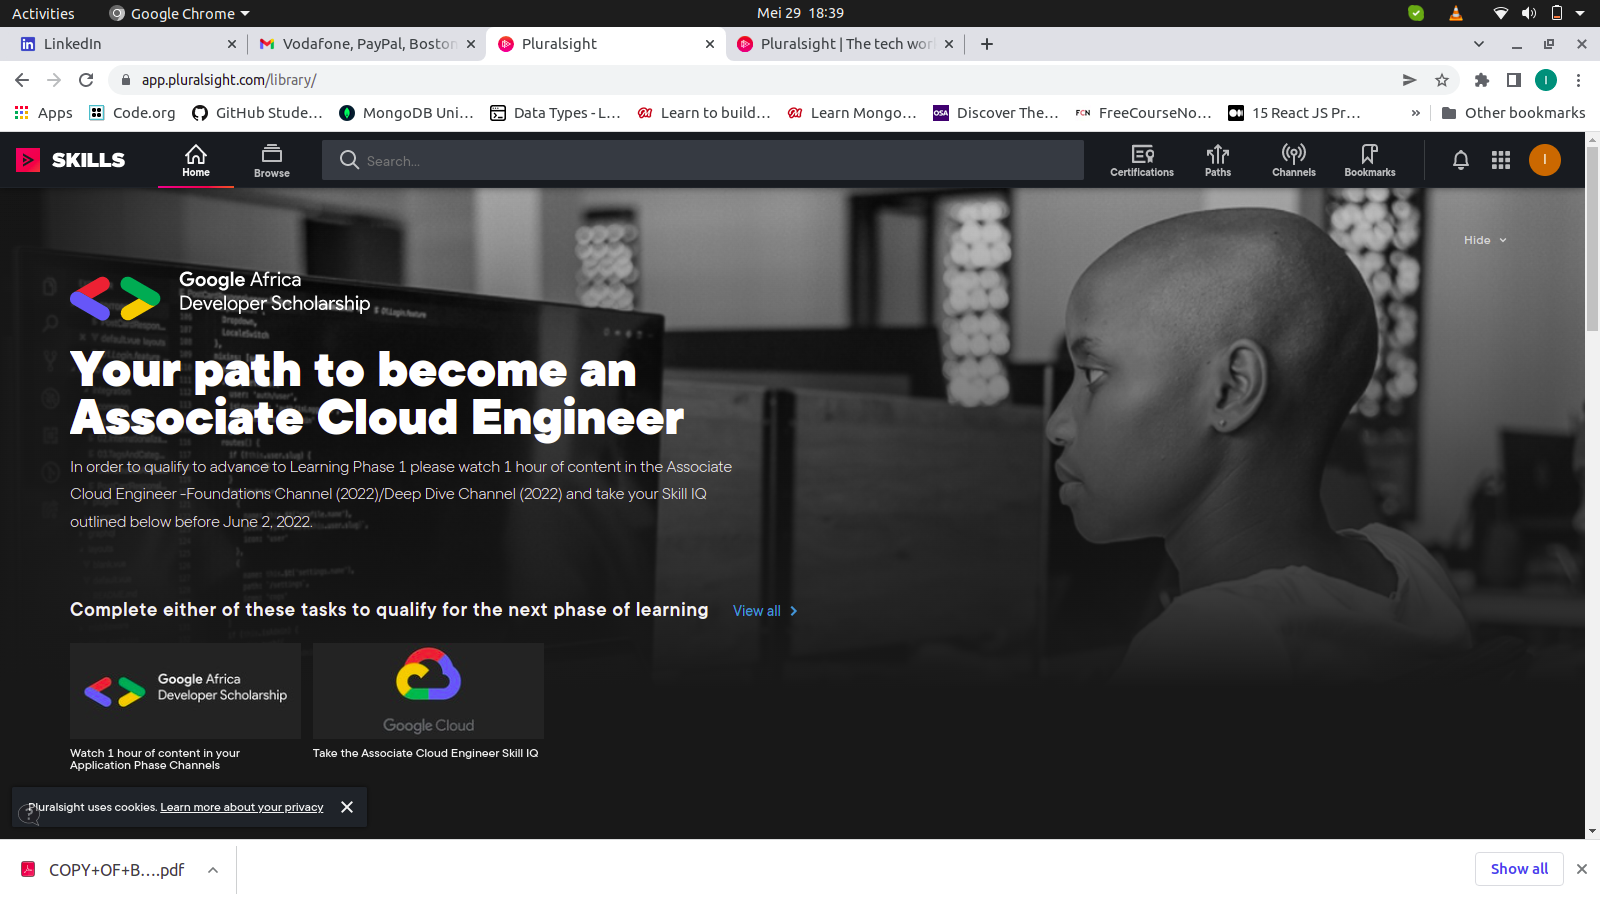 Activities
Google Chrome
Mei 29 18:39
LinkedIn
Vodafone, PayPal, Boston
Pluralsight
Pluralsight | The tech wor
app.pluralsight.com/library/
Apps
Code.org
GitHub Stude...
MongoDB Uni...
Data Types - L...
Learn to build...
Learn Mongo...
Discover The...
FreeCourseNo...
15 React JS Pr...
»
Other bookmarks
SKILLS
Home
Browse
Search...
Certifications
Paths
Channels
Bookmarks
I
Hide
Google Africa
Developer Scholarship
Your path to become an
Associate Cloud Engineer
In order to qualify to advance to Learning Phase 1 please watch 1 hour of content in the Associate
Cloud Engineer -Foundations Channel (2022)/Deep Dive Channel (2022) and take your Skill IQ
outlined below before June 2, 2022.
Complete either of these tasks to qualify for the next phase of learning
View all
Google Africa
Developer Scholarship
Google Cloud
Watch 1 hour of content in your
Application Phase Channels
Take the Associate Cloud Engineer Skill IQ
Pluralsight uses cookies. Learn more about your privacy
COPY+OF+B....pdf
Show all